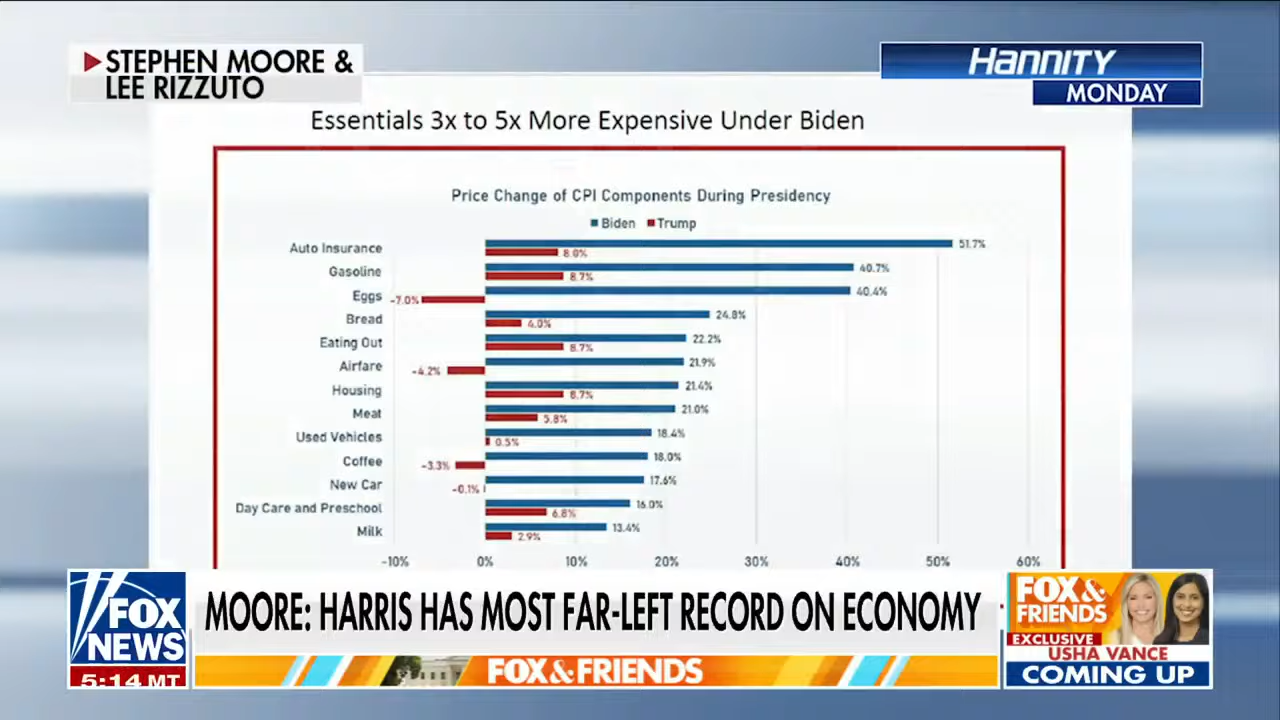 STEPHEN MOORE &
LEE RIZZUTO
HANNITY
MONDAY
Essentials 3x to 5x More Expensive Under Biden
Price Change of CPI Components During Presidency
Biden Trump
Auto Insurance 51.7% 8.0%
Gasoline 40.7% 8.7%
Eggs -7.0% 40.4%
Bread 24.8% 4.0%
Eating Out 22.2% 8.7%
Airfare -4.2% 21.9%
Housing 21.4% 8.7%
Meat 21.0% 5.8%
Used Vehicles 18.4% 0.5%
Coffee -3.3% 18.0%
New Car -0.1% 17.6%
Day Care and Preschool 16.0% 6.8%
Milk 13.4% 2.9%
-10% 0% 10% 20% 30% 40% 50% 60%
FOX
NEWS
5:14 MT
MOORE: HARRIS HAS MOST FAR-LEFT RECORD ON ECONOMY
FOX & FRIENDS
FOX &
FRIENDS
EXCLUSIVE
USHA VANCE
COMING UP